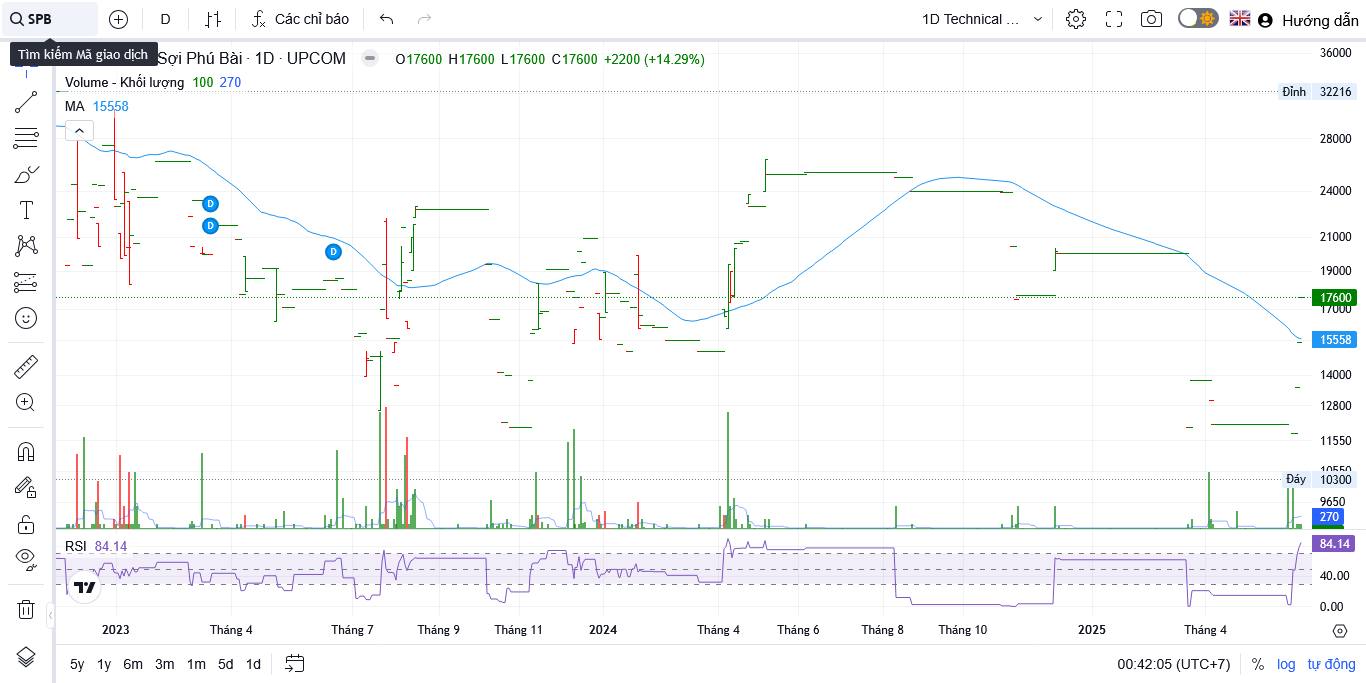 SPB
D
Các chỉ báo
1D Technical ...
Hướng dẫn
Tìm kiếm Mã giao dịch
Sợi Phú Bài · 1D · UPCOM
O17600 H17600 L17600 C17600 +2200 (+14.29%)
Volume - Khối lượng 100 270
MA 15558
36000
Đỉnh 32216
28000
24000
D
D
D
21000
19000
17600
17000
15558
14000
12800
11550
10550
Đáy 10300
9650
270
RSI 84.14
84.14
40.00
0.00
2023 Tháng 4 Tháng 7 Tháng 9 Tháng 11 2024 Tháng 4 Tháng 6 Tháng 8 Tháng 10 2025 Tháng 4
5y 1y 6m 3m 1m 5d 1d
00:42:05 (UTC+7) % log tự động